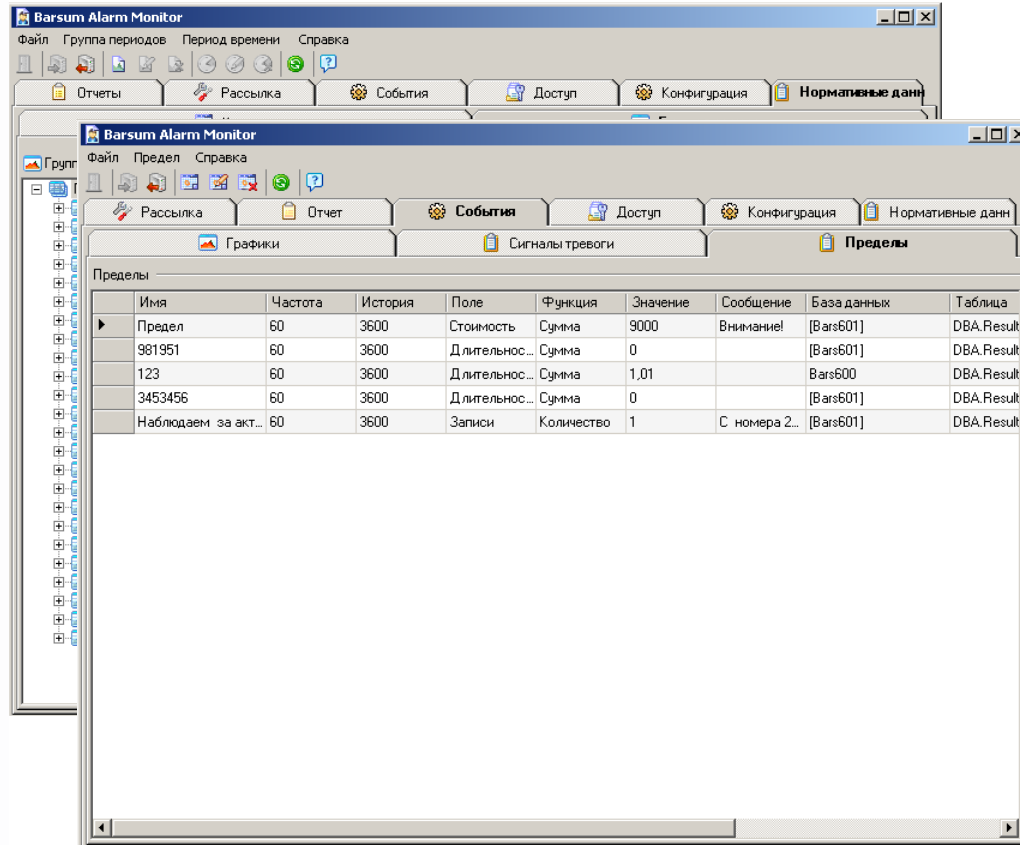 Barsum Alarm Monitor
Файл Группа периодов Период времени Справка
Отчеты Рассылка События Доступ Конфигурация Нормативные данн
Barsum Alarm Monitor
Файл Предел Справка
Рассылка Отчет События Доступ Конфигурация Нормативные данн
Графики Сигналы тревоги Пределы
Пределы
Имя Частота История Поле Функция Значение Сообщение База данных Таблица
Предел 60 3600 Стоимость Сумма 9000 Внимание! [Bars601] DBA.Result
981951 60 3600 Длительнос... Сумма 0 [Bars601] DBA.Result
123 60 3600 Длительнос... Сумма 1,01 Bars600 DBA.Result
3453456 60 3600 Длительнос... Сумма 0 [Bars601] DBA.Result
Наблюдаем за акт... 60 3600 Записи Количество 1 С номера 2... [Bars601] DBA.Result